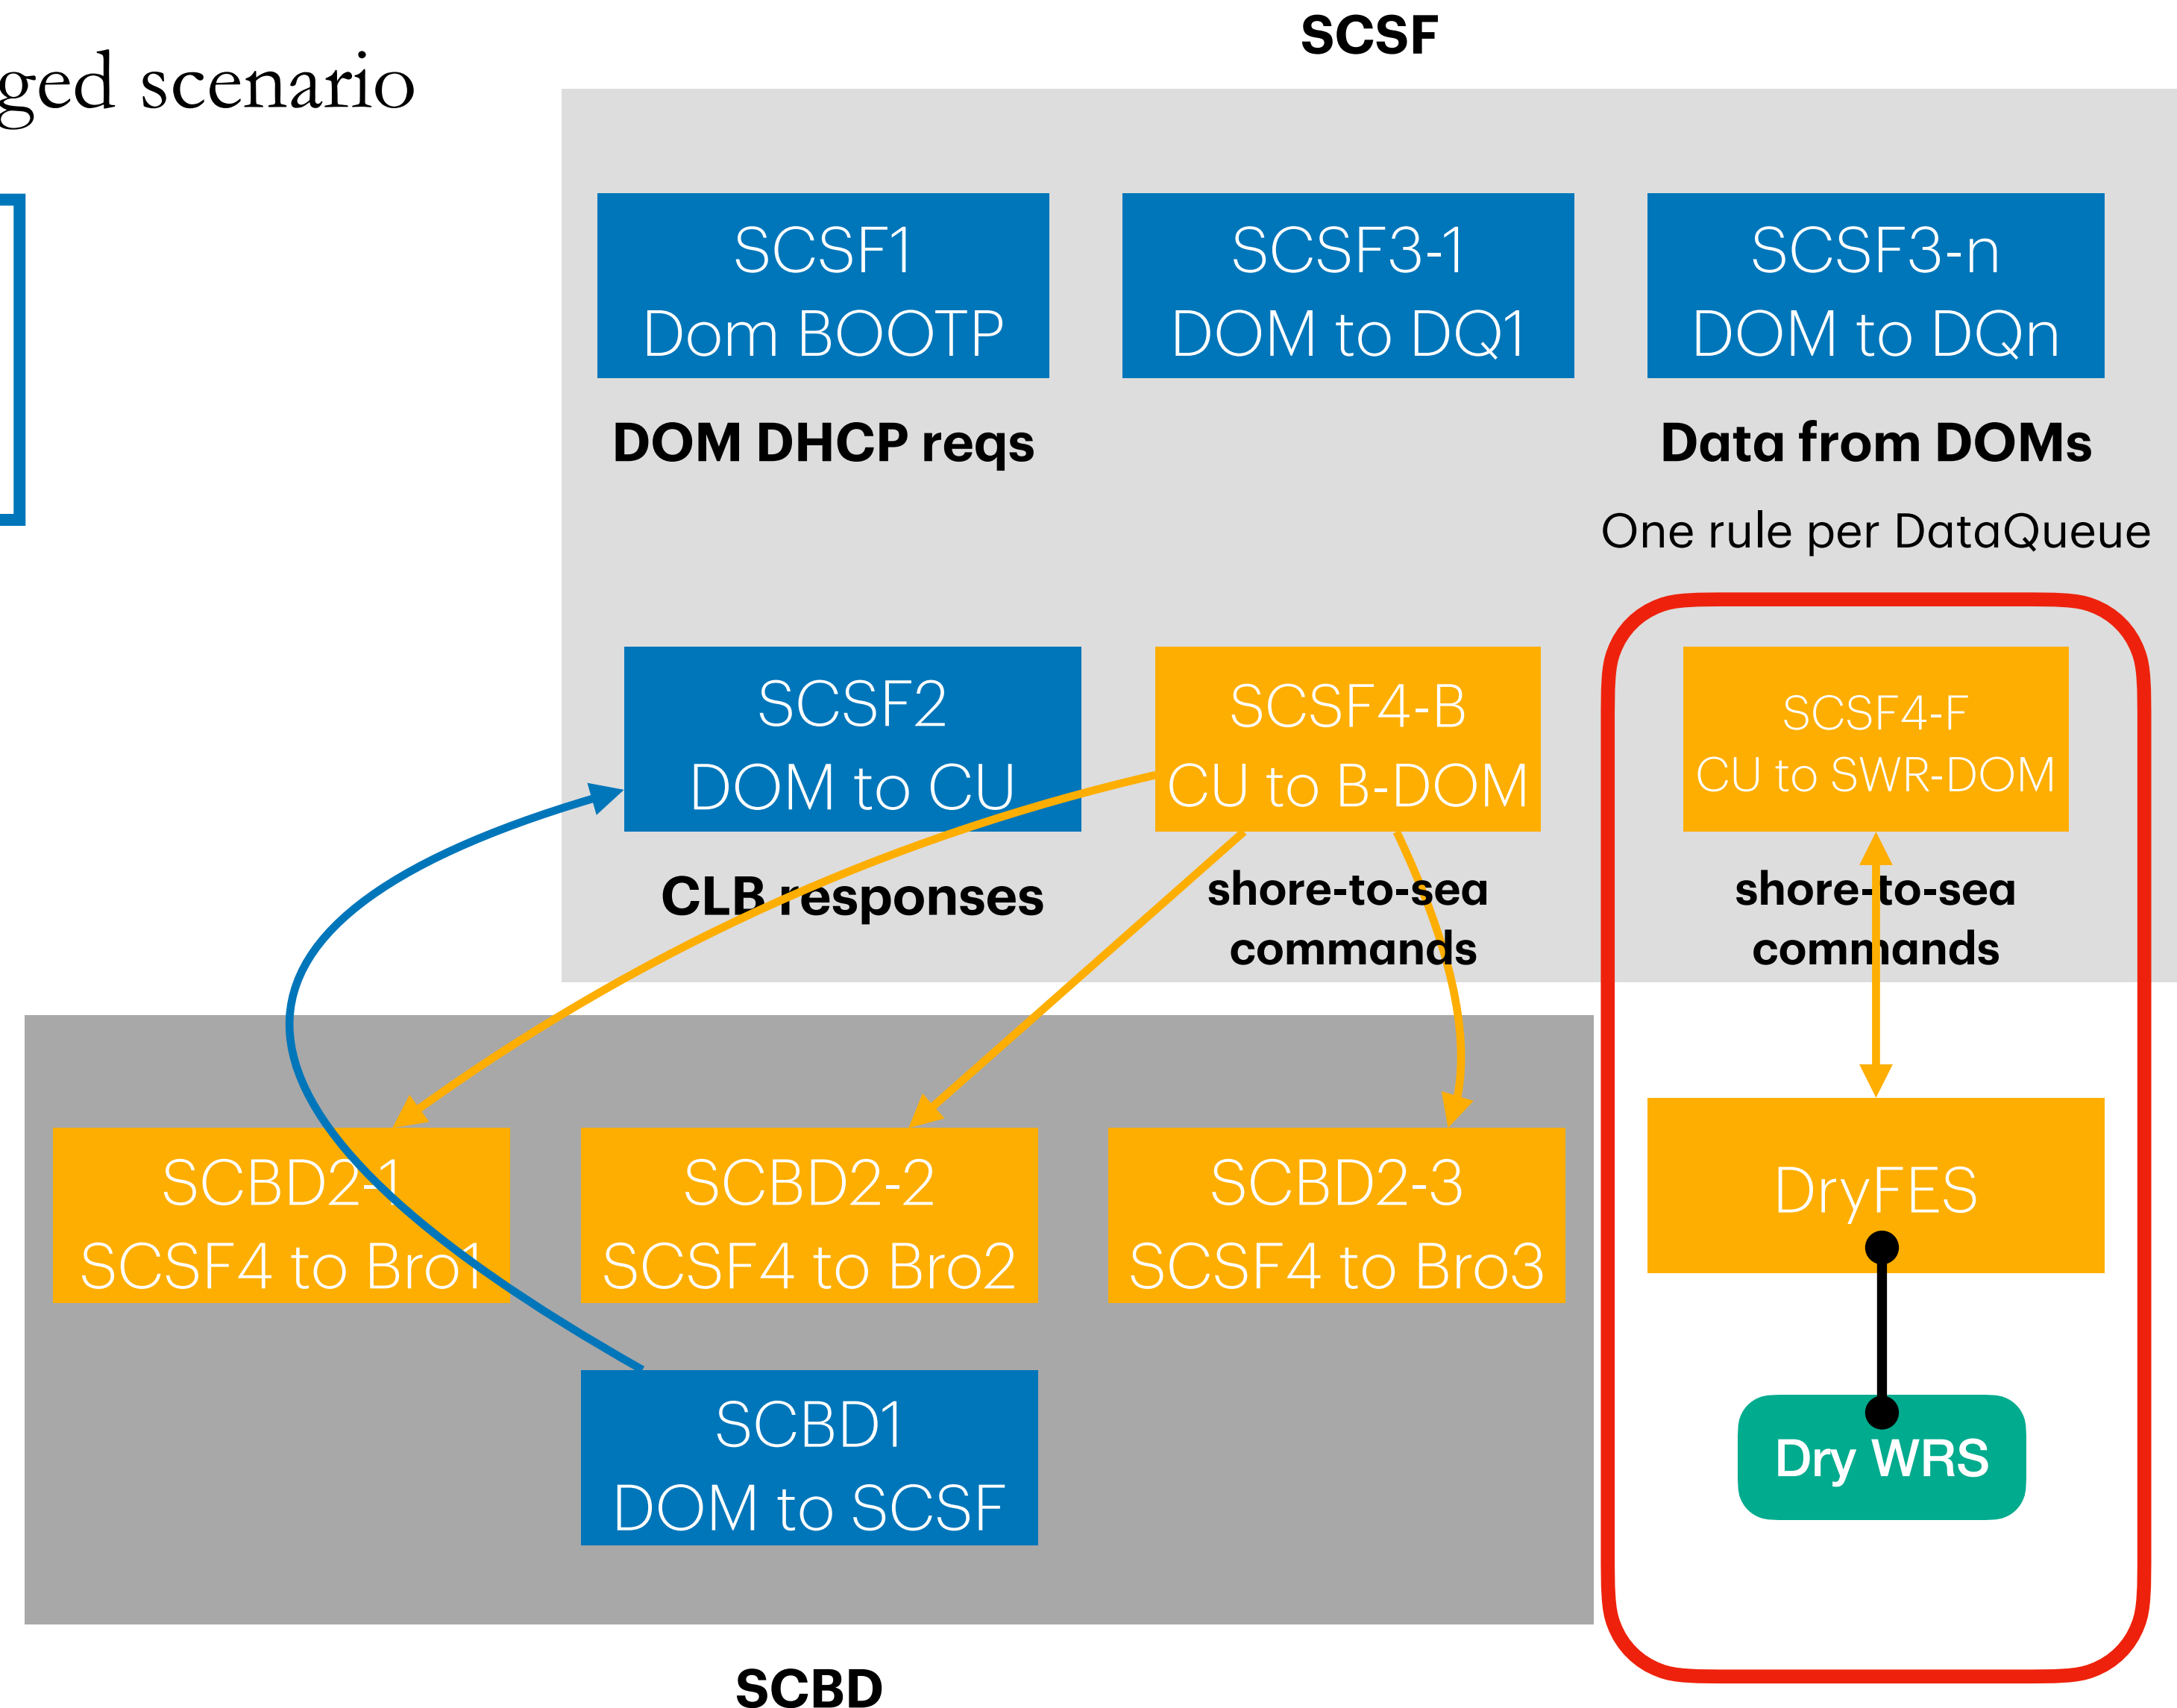 SCSF
ged scenario
SCSF1
Dom BOOTP
SCSF3-1
DOM to DQ1
SCSF3-n
DOM to DQn
DOM DHCP reqs
Data from DOMs
One rule per DataQueue
SCSF2
DOM to CU
SCSF4-B
CU to B-DOM
SCSF4-F
CU to SWR-DOM
CLB responses
shore-to-sea
commands
shore-to-sea
commands
SCBD2-1
SCSF4 to Bro1
SCBD2-2
SCSF4 to Bro2
SCBD2-3
SCSF4 to Bro3
DryFES
SCBD1
DOM to SCSF
Dry WRS
SCBD